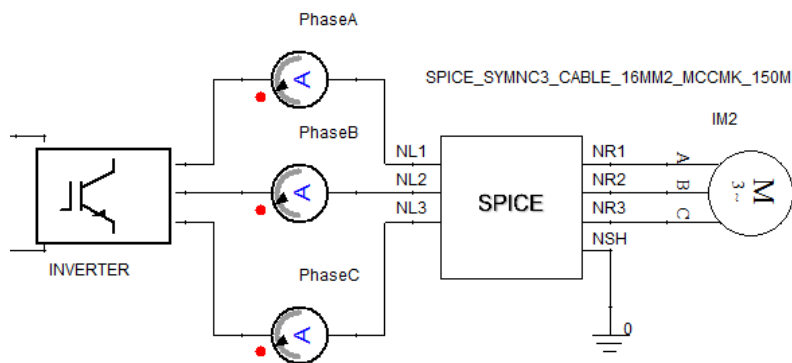 PhaseA
A
SPICE_SYMNC3_CABLE_16MM2_MCCMK_150M
IM2
PhaseB
A
NL1
NL2
NL3
SPICE
NR1
NR2
NR3
NSH
A
B
C
M
3 ~
INVERTER
PhaseC
A
0